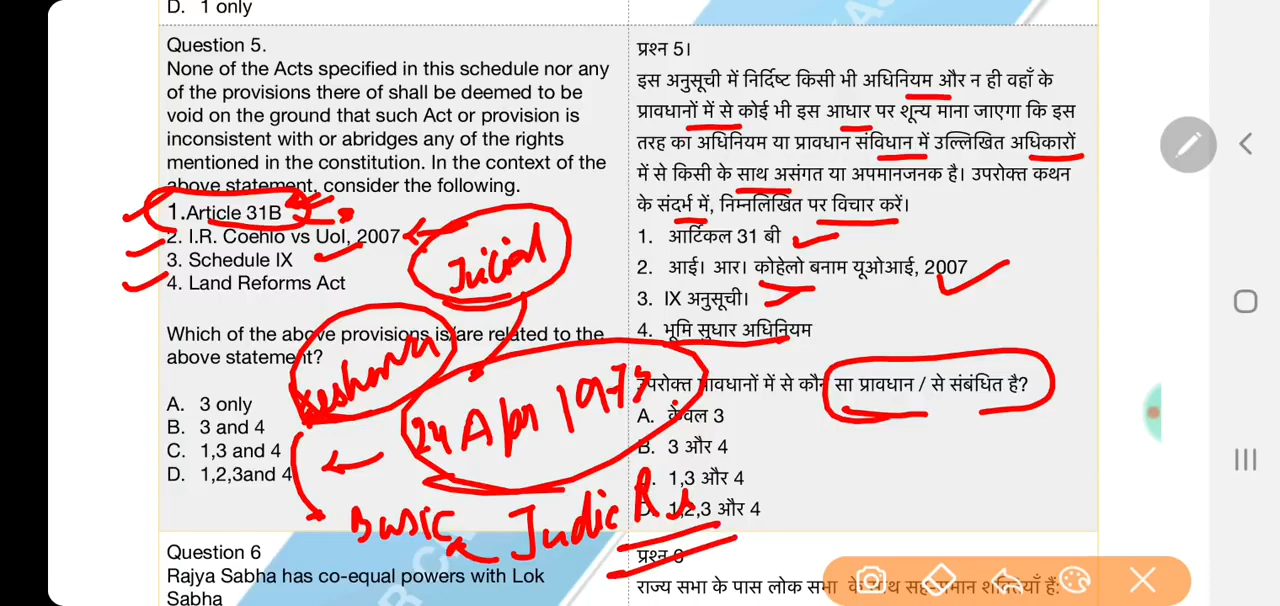 D. 1 only
Question 5.
None of the Acts specified in this schedule nor any
of the provisions there of shall be deemed to be
void on the ground that such Act or provision is
inconsistent with or abridges any of the rights
mentioned in the constitution. In the context of the
above statement, consider the following.
1. Article 31B
2. I.R. Coehlo vs UoI, 2007
3. Schedule IX
4. Land Reforms Act
Which of the above provisions is/are related to the
above statement?
A. 3 only
B. 3 and 4
C. 1,3 and 4
D. 1,2,3and 4
Question 6
Rajya Sabha has co-equal powers with Lok
Sabha
प्रश्न 5।
इस अनुसूची में निर्दिष्ट किसी भी अधिनियम और न ही वहाँ के
प्रावधानों में से कोई भी इस आधार पर शून्य माना जाएगा कि इस
तरह का अधिनियम या प्रावधान संविधान में उल्लिखित अधिकारों
में से किसी के साथ असंगत या अपमानजनक है। उपरोक्त कथन
के संदर्भ में, निम्नलिखित पर विचार करें।
1. आर्टिकल 31 बी
2. आई। आर। कोहेलो बनाम यूओआई, 2007
3. IX अनुसूची।
4. भूमि सुधार अधिनियम
उपरोक्त प्रावधानों में से कौन सा प्रावधान / से संबंधित है?
A. केवल 3
B. 3 और 4
1,3 और 4
D. 1,2,3 और 4
प्रश्न 6
राज्य सभा के पास लोक सभा के साथ सह-समान शक्तियाँ हैं:
24 Apr 1973
Basic